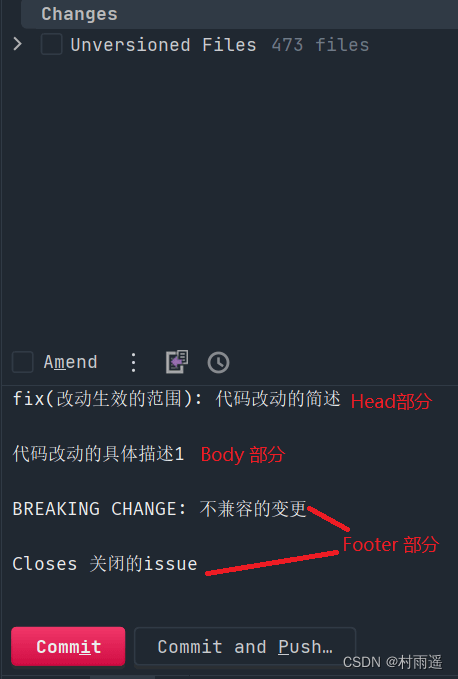 Changes
Unversioned Files 473 files
Amend
fix(改动生效的范围): 代码改动的简述 Head部分
代码改动的具体描述1 Body 部分
BREAKING CHANGE: 不兼容的变更
Footer 部分
Closes 关闭的issue
Commit Commit and Push…
CSDN @村雨遥